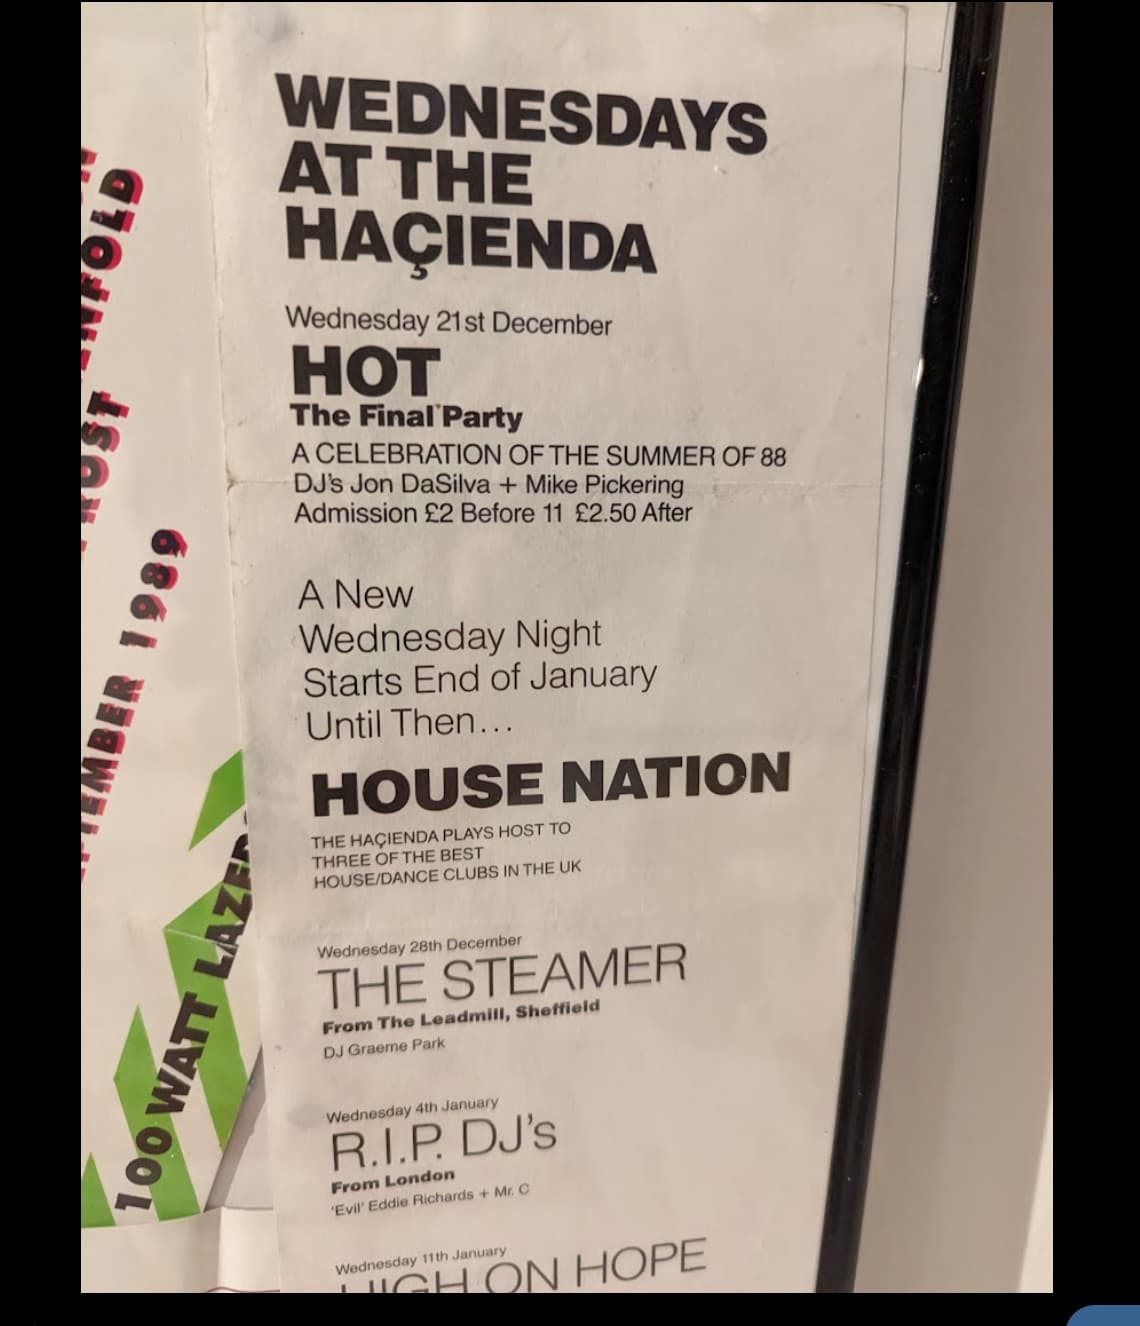 WEDNESDAYS
AT THE
HAÇIENDA
Wednesday 21st December
HOT
The Final Party
A CELEBRATION OF THE SUMMER OF 88
DJ's Jon DaSilva + Mike Pickering
Admission £2 Before 11 £2.50 After
A New
Wednesday Night
Starts End of January
Until Then...
HOUSE NATION
THE HAÇIENDA PLAYS HOST TO
THREE OF THE BEST
HOUSE/DANCE CLUBS IN THE UK
Wednesday 28th December
THE STEAMER
From The Leadmill, Sheffield
DJ Graeme Park
Wednesday 4th January
R.I.P. DJ's
From London
'Evil' Eddie Richards + Mr. C
Wednesday 11th January
HIGH ON HOPE
1989
100 WATT